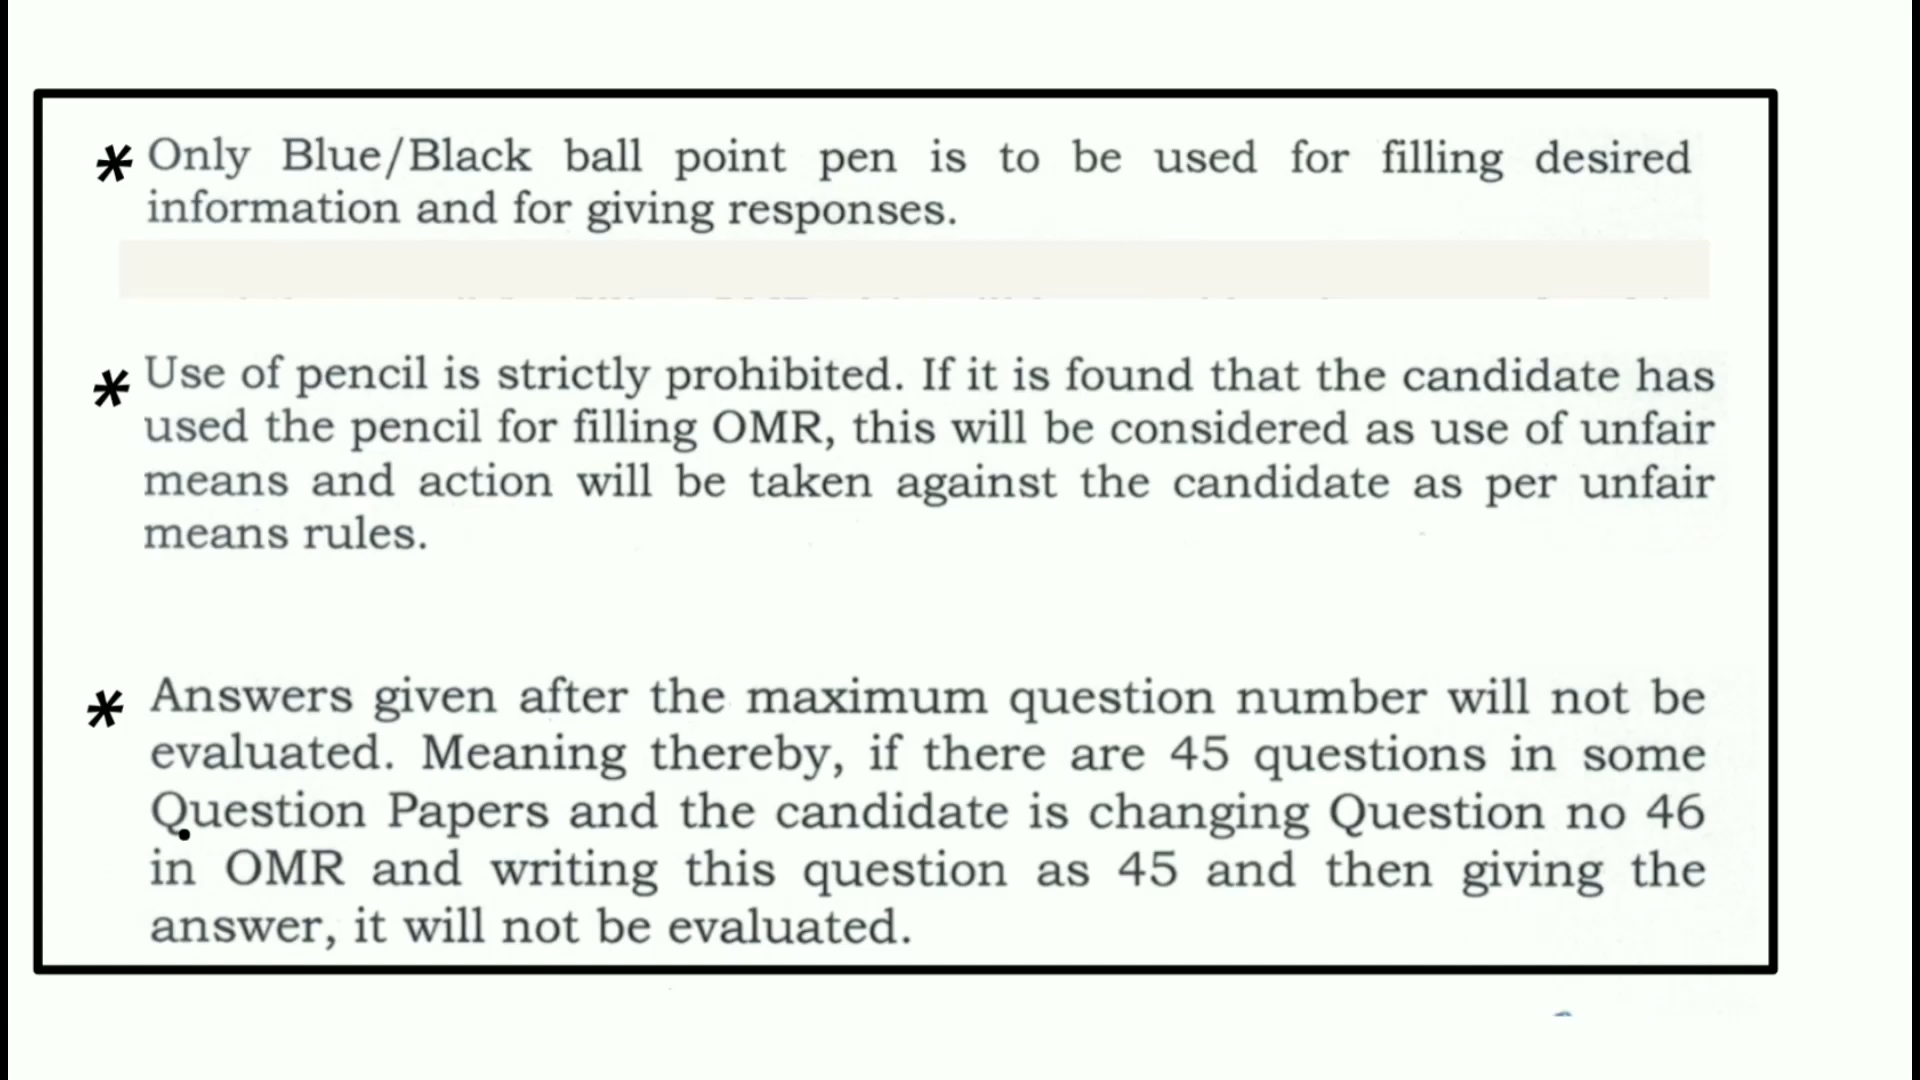 * Only Blue/Black ball point pen is to be used for filling desired
information and for giving responses.
* Use of pencil is strictly prohibited. If it is found that the candidate has
used the pencil for filling OMR, this will be considered as use of unfair
means and action will be taken against the candidate as per unfair
means rules.
* Answers given after the maximum question number will not be
evaluated. Meaning thereby, if there are 45 questions in some
Question Papers and the candidate is changing Question no 46
in OMR and writing this question as 45 and then giving the
answer, it will not be evaluated.